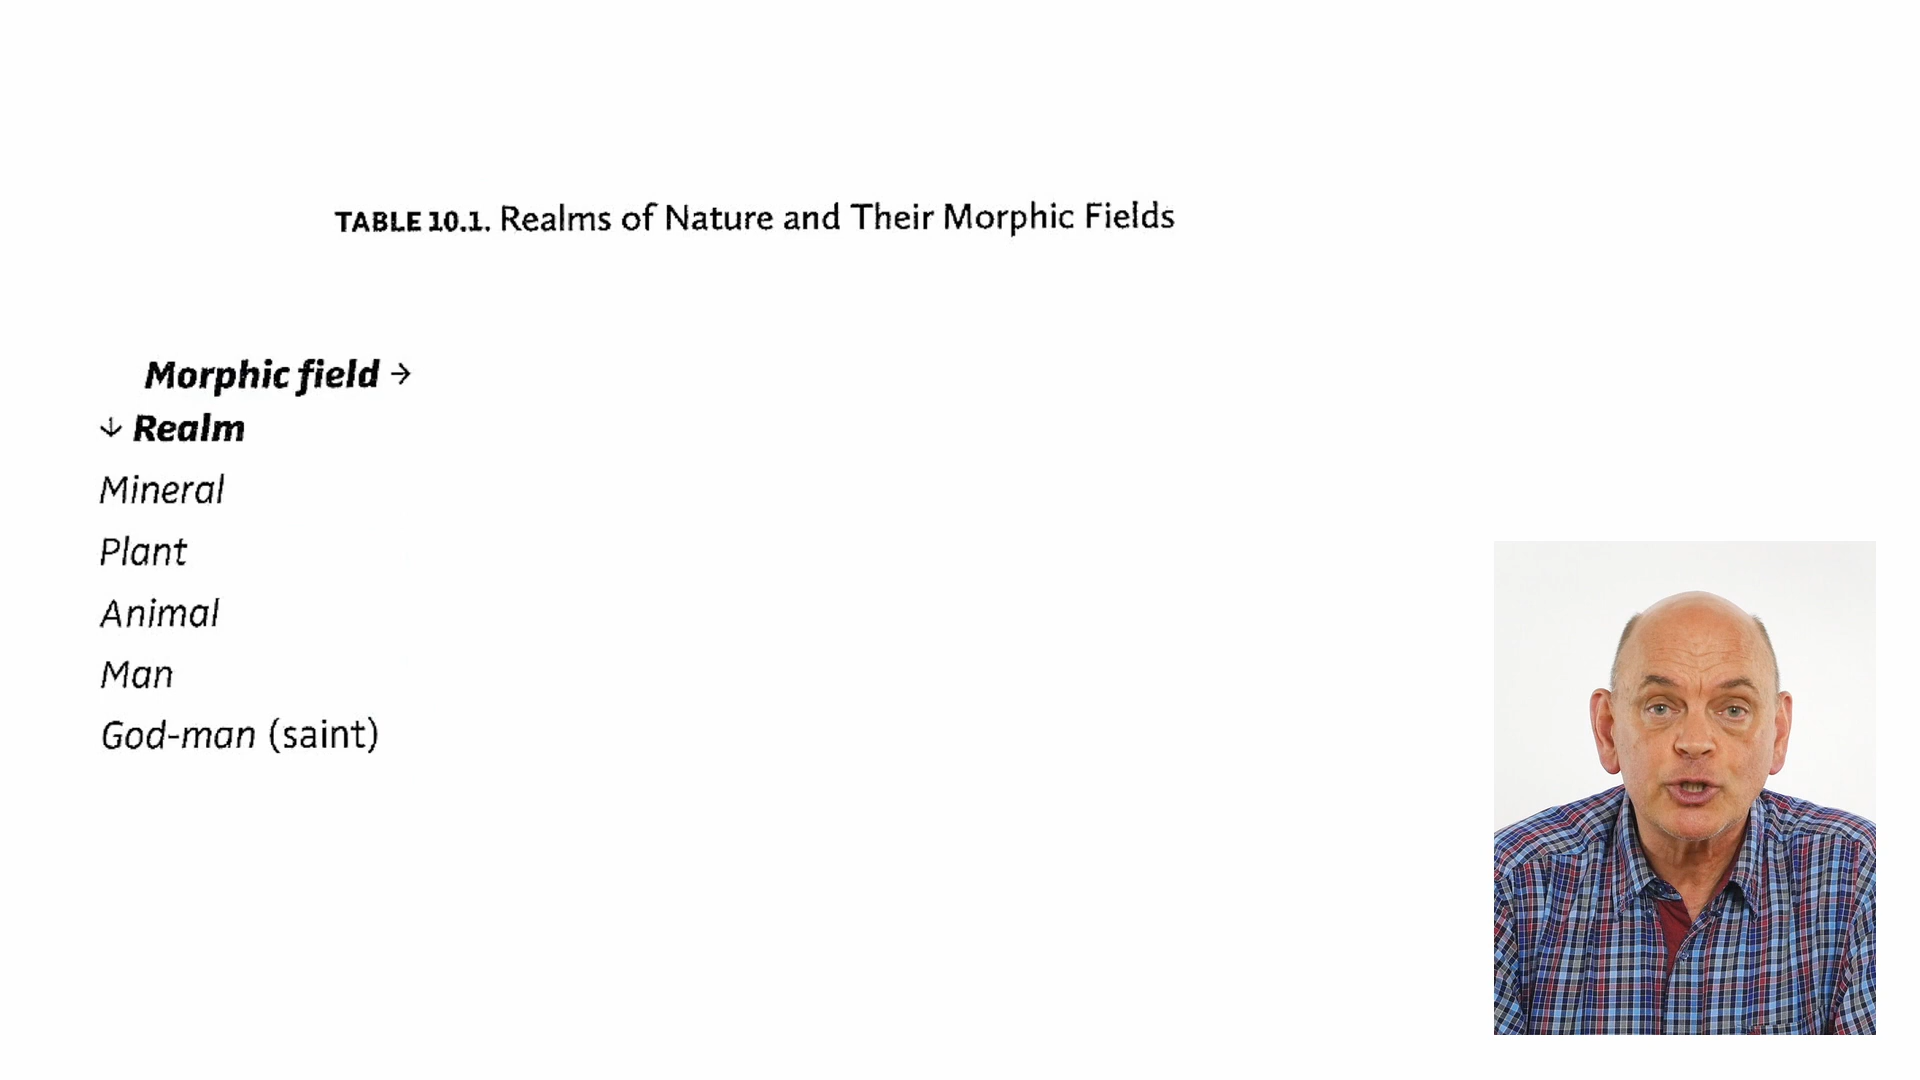 TABLE 10.1. Realms of Nature and Their Morphic Fields
Morphic field →
↓ Realm
Mineral
Plant
Animal
Man
God-man (saint)